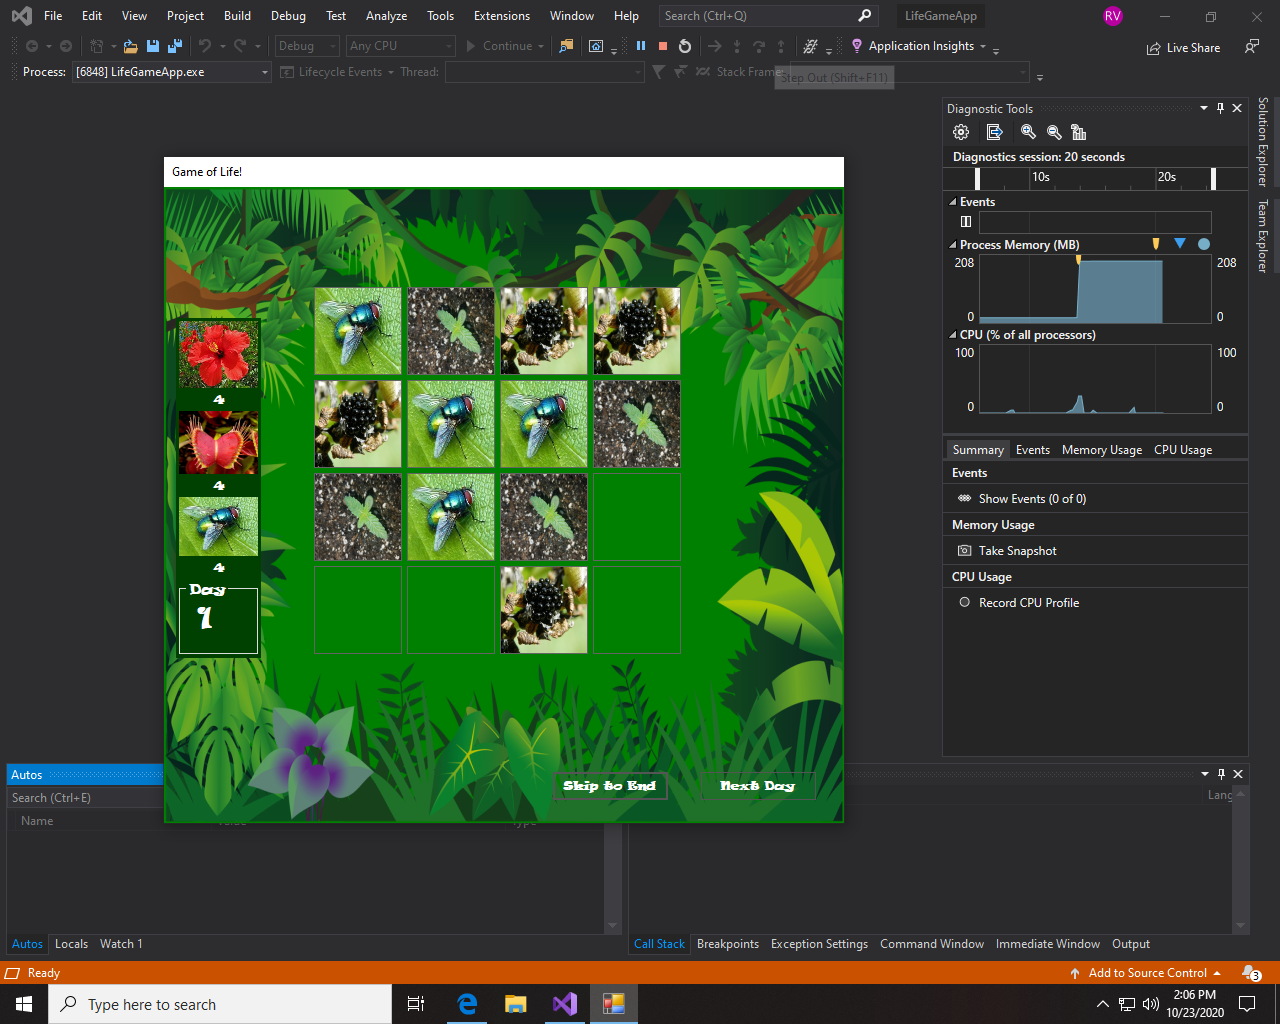 File Edit View Project Build Debug Test Analyze Tools Extensions Window Help Search (Ctrl+Q) LifeGameApp RV
Debug Any CPU Continue Application Insights Live Share
Process: [6848] LifeGameApp.exe Lifecycle Events Thread: Stack Frame:
Step Out (Shift+F11)
Game of Life!
4
4
4
Day
1
Skip to End Next Day
Diagnostic Tools
Diagnostics session: 20 seconds
10s 20s
Events
Process Memory (MB)
208 208
0 0
CPU (% of all processors)
100 100
0 0
Summary Events Memory Usage CPU Usage
Events
Show Events (0 of 0)
Memory Usage
Take Snapshot
CPU Usage
Record CPU Profile
Solution Explorer
Team Explorer
Autos
Search (Ctrl+E)
Name Value Type
Lang
Autos Locals Watch 1
Call Stack Breakpoints Exception Settings Command Window Immediate Window Output
Ready Add to Source Control 3
Type here to search
2:06 PM
10/23/2020